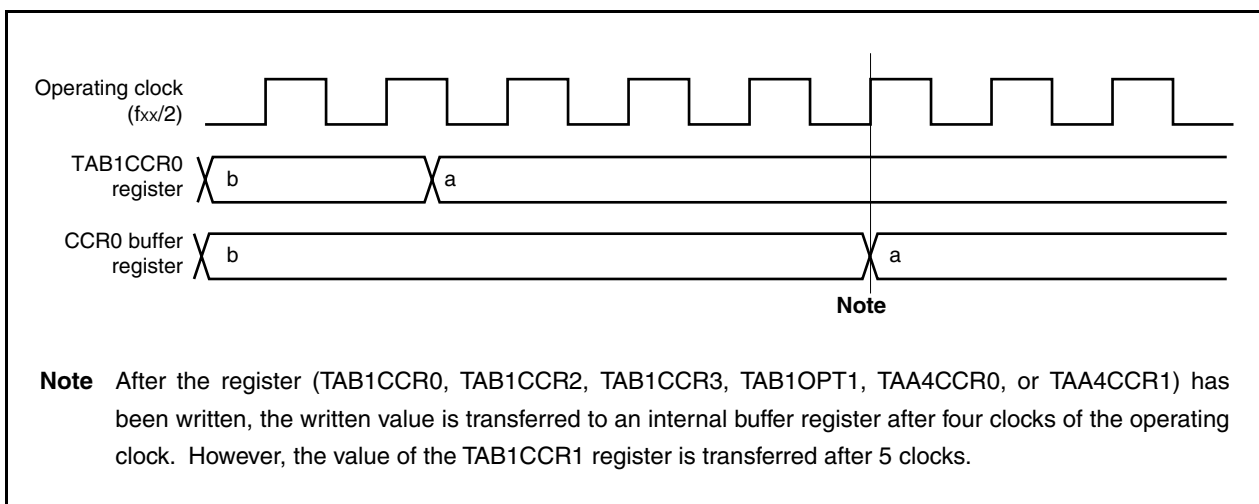 Operating clock
(fxx/2)
TAB1CCR0
register
b
a
CCR0 buffer
register
b
a
Note
Note After the register (TAB1CCR0, TAB1CCR2, TAB1CCR3, TAB1OPT1, TAA4CCR0, or TAA4CCR1) has
been written, the written value is transferred to an internal buffer register after four clocks of the operating
clock. However, the value of the TAB1CCR1 register is transferred after 5 clocks.